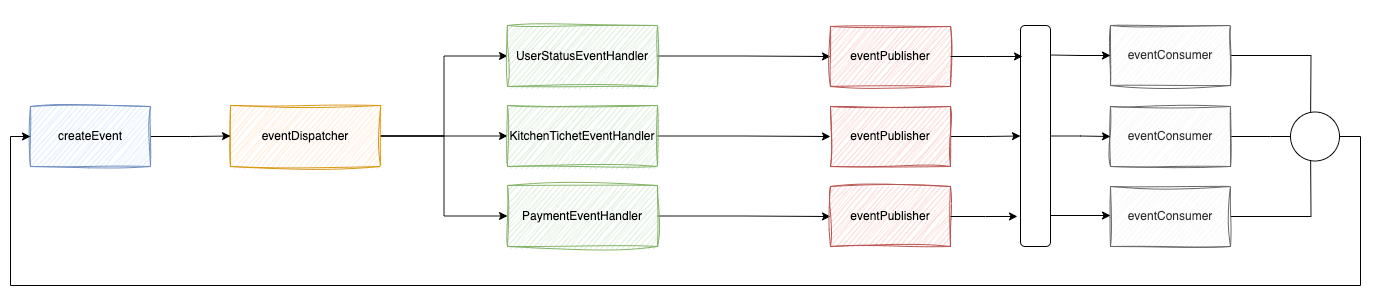 UserStatusEventHandler
eventPublisher
eventConsumer
createEvent
eventDispatcher
KitchenTichetEventHandler
eventPublisher
eventConsumer
PaymentEventHandler
eventPublisher
eventConsumer